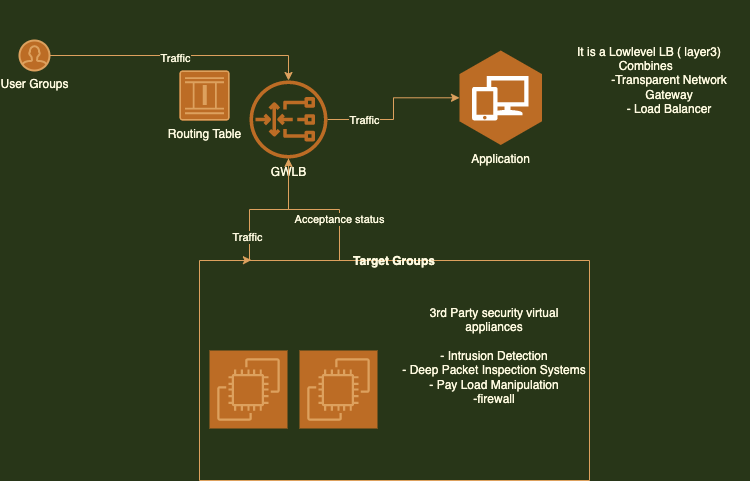 Traffic
User Groups
Routing Table
GWLB
Traffic
Application
It is a Lowlevel LB ( layer3)
Combines
-Transparent Network
Gateway
- Load Balancer
Acceptance status
Traffic
Target Groups
3rd Party security virtual
appliances
- Intrusion Detection
- Deep Packet Inspection Systems
- Pay Load Manipulation
-firewall